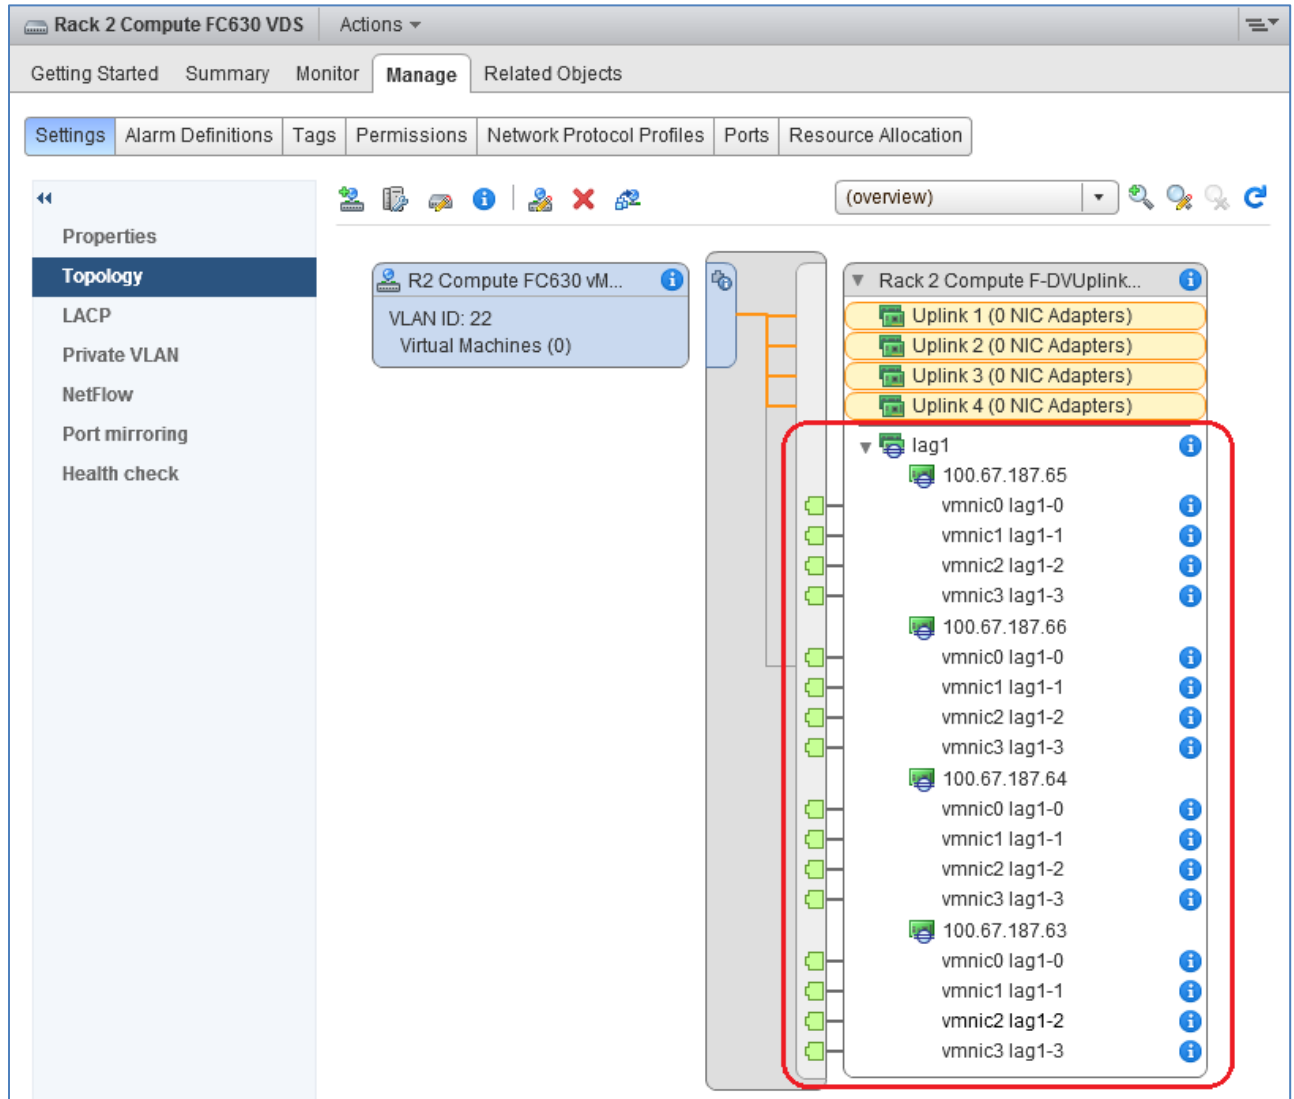 Rack 2 Compute FC630 VDS Actions
Getting Started Summary Monitor Manage Related Objects
Settings Alarm Definitions Tags Permissions Network Protocol Profiles Ports Resource Allocation
(overview)
Properties
Topology
LACP
Private VLAN
NetFlow
Port mirroring
Health check
R2 Compute FC630 vM...
VLAN ID: 22
Virtual Machines (0)
Rack 2 Compute F-DVUplink...
Uplink 1 (0 NIC Adapters)
Uplink 2 (0 NIC Adapters)
Uplink 3 (0 NIC Adapters)
Uplink 4 (0 NIC Adapters)
lag1
100.67.187.65
vmnic0 lag1-0
vmnic1 lag1-1
vmnic2 lag1-2
vmnic3 lag1-3
100.67.187.66
vmnic0 lag1-0
vmnic1 lag1-1
vmnic2 lag1-2
vmnic3 lag1-3
100.67.187.64
vmnic0 lag1-0
vmnic1 lag1-1
vmnic2 lag1-2
vmnic3 lag1-3
100.67.187.63
vmnic0 lag1-0
vmnic1 lag1-1
vmnic2 lag1-2
vmnic3 lag1-3